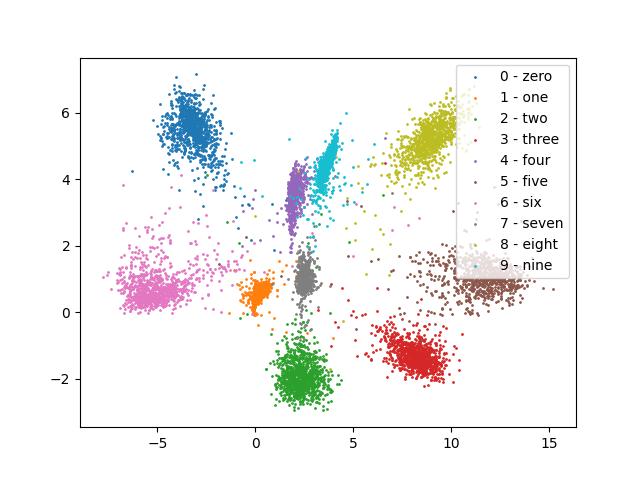 0 - zero
1 - one
2 - two
3 - three
4 - four
5 - five
6 - six
7 - seven
8 - eight
9 - nine
6
4
2
0
−2
−5
0
5
10
15